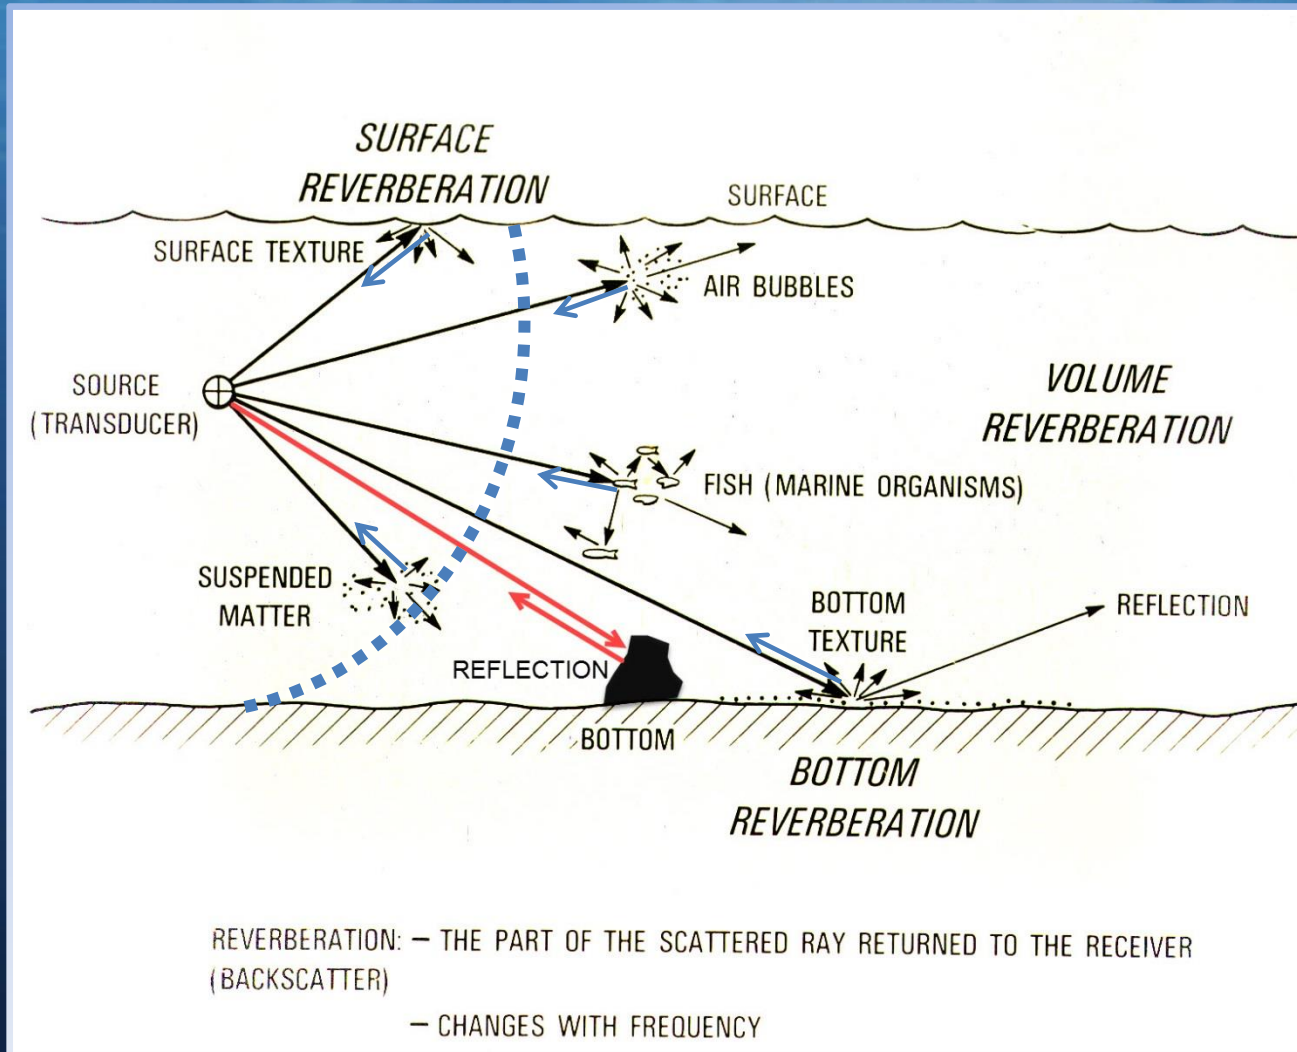 SURFACE
REVERBERATION
SURFACE
SURFACE TEXTURE
AIR BUBBLES
SOURCE
(TRANSDUCER)
VOLUME
REVERBERATION
FISH (MARINE ORGANISMS)
SUSPENDED
MATTER
BOTTOM
TEXTURE
REFLECTION
REFLECTION
BOTTOM
BOTTOM
REVERBERATION
REVERBERATION: – THE PART OF THE SCATTERED RAY RETURNED TO THE RECEIVER
(BACKSCATTER)
– CHANGES WITH FREQUENCY